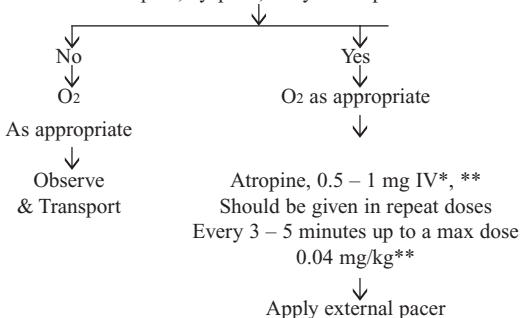 No
O2
As appropriate
Observe
& Transport
Yes
O2 as appropriate
Atropine, 0.5 – 1 mg IV*, **
Should be given in repeat doses
Every 3 – 5 minutes up to a max dose
0.04 mg/kg**
Apply external pacer